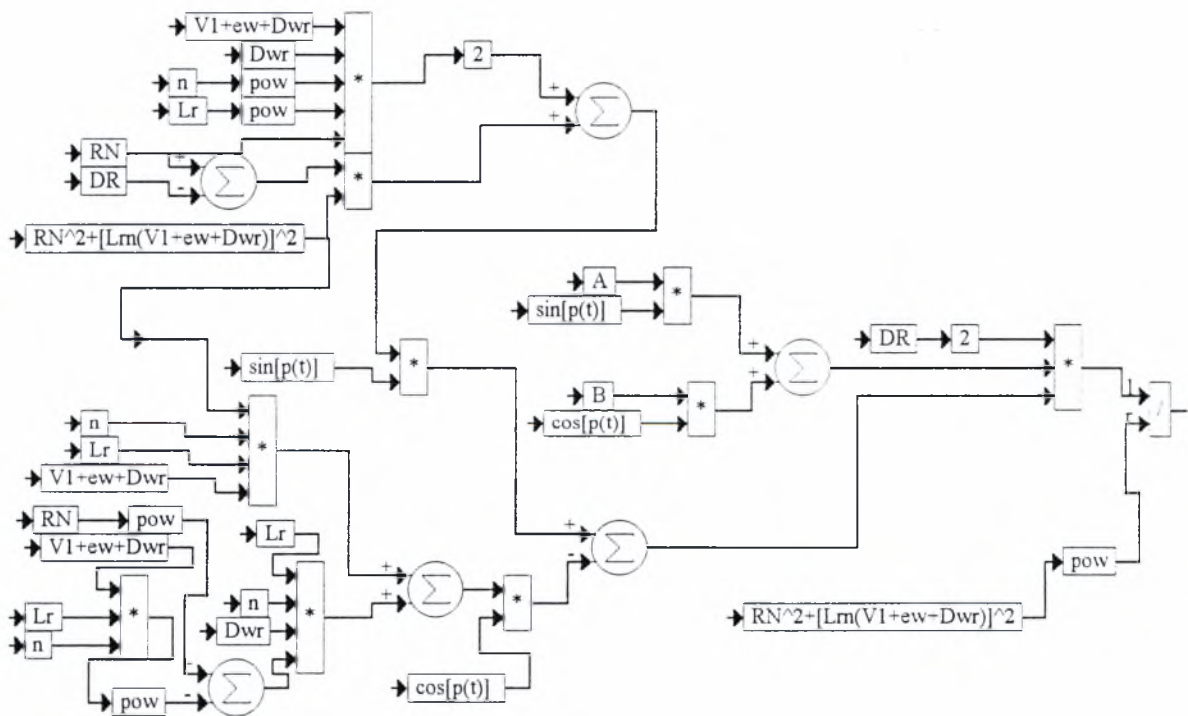 V1+ew+Dwr
Dwr
2
n pow
*
Lr pow
+
+
Σ
RN
+
DR
-
Σ
*
RN^2+[Lrn(V1+ew+Dwr)]^2
A
*
sin[p(t)]
DR 2
+
Σ
*
sin[p(t)]
*
+
B
*
cos[p(t)]
/
n
*
Lr
V1+ew+Dwr
RN pow
+
Lr
V1+ew+Dwr
Σ
-
+
pow
n
*
Σ
*
Lr
*
Dwr
+
n
RN^2+[Lrn(V1+ew+Dwr)]^2
Σ
pow
-
cos[p(t)]